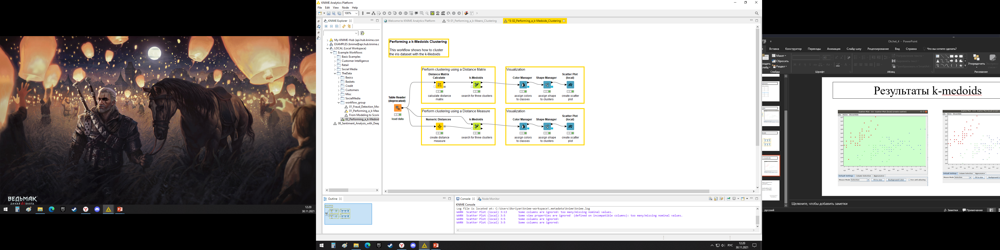 ВЕДЬМАК
ДИКАЯ ОХОТА
12:20
30.11.2021
KNIME Analytics Platform
File Edit View Node Help
100%
KNIME Explorer
My-KNIME-Hub (api.hub.knime.com
EXAMPLES (knime@api.hub.knime.c
LOCAL (Local Workspace)
Example Workflows
Basic Examples
Customer Intelligence
Retail
Social Media
TheData
Basics
Baskets
Credit
Customers
Misc
SocialMedia
workflow_group
01_Fraud_Detection_Mo
01_Performing_a_k-Mea
From Modeling to Scorin
02_Performing_a_k-Medoid
08_Sentiment_Analysis_with_Deep
Welcome to KNIME Analytics Platform
*0: 01_Performing_a_k-Means_Clustering
*3: 02_Performing_a_k-Medoids_Clustering
Performing a k-Medoids Clustering
This workflow shows how to cluster
the iris dataset with the k-Medoids
Table Reader
(deprecated)
load data
Perform clustering using a Distance Matrix
Distance Matrix
Calculate
calculate distance
matrix
k-Medoids
search for three clusters
Visualization
Color Manager
assign colors
to classes
Shape Manager
assign shape
to clusters
Scatter Plot
(local)
create scatter
plot
Perform clustering using a Distance Measure
Numeric Distances
create distance
measure
k-Medoids
search for three clusters
Visualization
Color Manager
assign colors
to classes
Shape Manager
assign shape
to clusters
Scatter Plot
(local)
create scatter
plot
Outline
Console
Node Monitor
KNIME Console
Log file is located at: C:\Users\Boriyan\knime-workspace\.metadata\knime\knime.log
WARN Scatter Plot (local) 3:13 Some columns are ignored: too many/missing nominal values.
WARN Scatter Plot (local) 3:5 Some view properties are ignored (defined on incompatible columns): too many/missing nominal values.
WARN Scatter Plot (local) 3:5 Some columns are ignored:
WARN Scatter Plot (local) 3:5 Some columns are ignored:
РУС
12:20
30.11.2021
Otchet_4 - PowerPoint
Вставка Конструктор Переходы Анимация Слайд-шоу Рецензирование Вид Справка Что вы хотите сделать?
Макет
Сбросить
Раздел
Слайды
Шрифт
Абзац
Упорядочить
Рисование
Результаты k-medoids
Scatter Plot - 3:5 - Scatter Plot (local) (create scatter)
File HiLite Show/Hide
Default Settings Column Selection Appearance
Mouse Mode Selection Fit to size Background Color Use anti-aliasing
Scatter Plot - 3:13 - Scatter Plot (local) (create s
File HiLite Show/Hide
Default Settings Column Selection Appearance
Mouse Mode Selection Fit to size
Щелкните, чтобы добавить заметки
русский
Заметки
Примечания